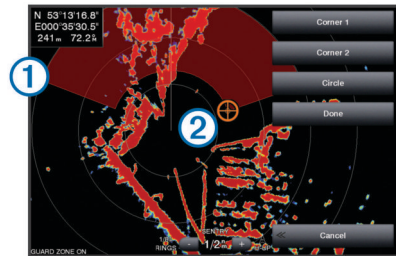 N 53°13'16.8"
E000°35'30.5"
241m 72.2
Corner 1
Corner 2
Circle
Done
1
2
SENTRY
RINGS
- 1/2 +
Cancel
GUARD ZONE ON